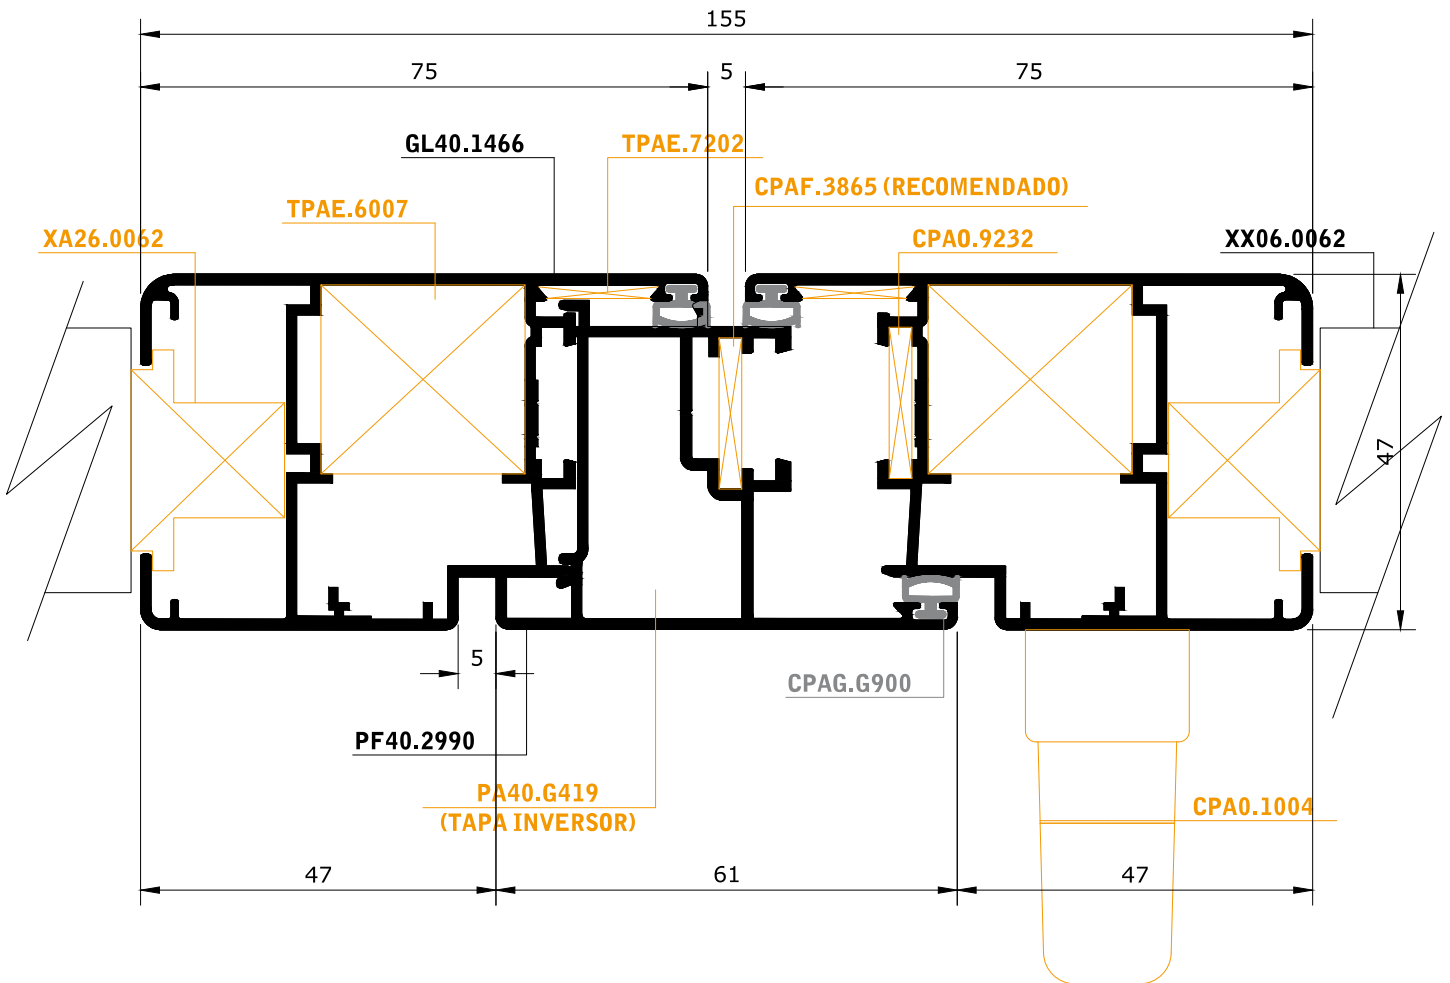 155
75
5
75
GL40.1466
TPAE.7202
CPAF.3865 (RECOMENDADO)
TPAE.6007
XA26.0062
CPA0.9232
XX06.0062
47
5
CPAG.G900
PF40.2990
PA40.G419
(TAPA INVERSOR)
CPA0.1004
47
61
47